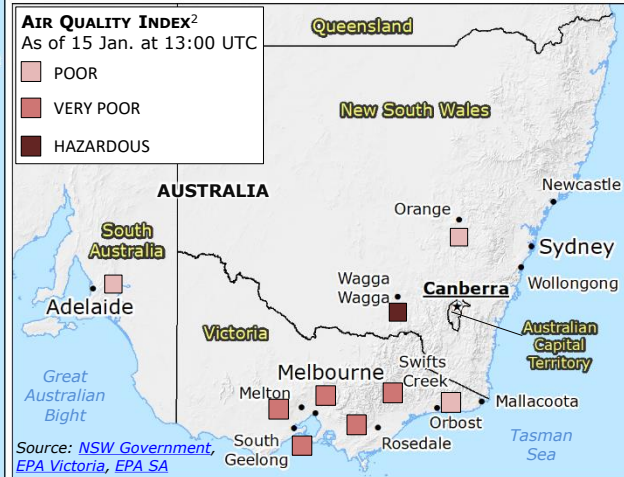 AIR QUALITY INDEX2
As of 15 Jan. at 13:00 UTC
POOR
VERY POOR
HAZARDOUS
Queensland
New South Wales
AUSTRALIA
Newcastle
Orange
South
Australia
Sydney
Wagga
Wagga
Canberra
Wollongong
Adelaide
Victoria
Australian
Capital
Territory
Swifts
Creek
Melbourne
Great
Australian
Bight
Melton
Mallacoota
Orbost
South
Geelong
Rosedale
Tasman
Sea
Source: NSW Government,
EPA Victoria, EPA SA